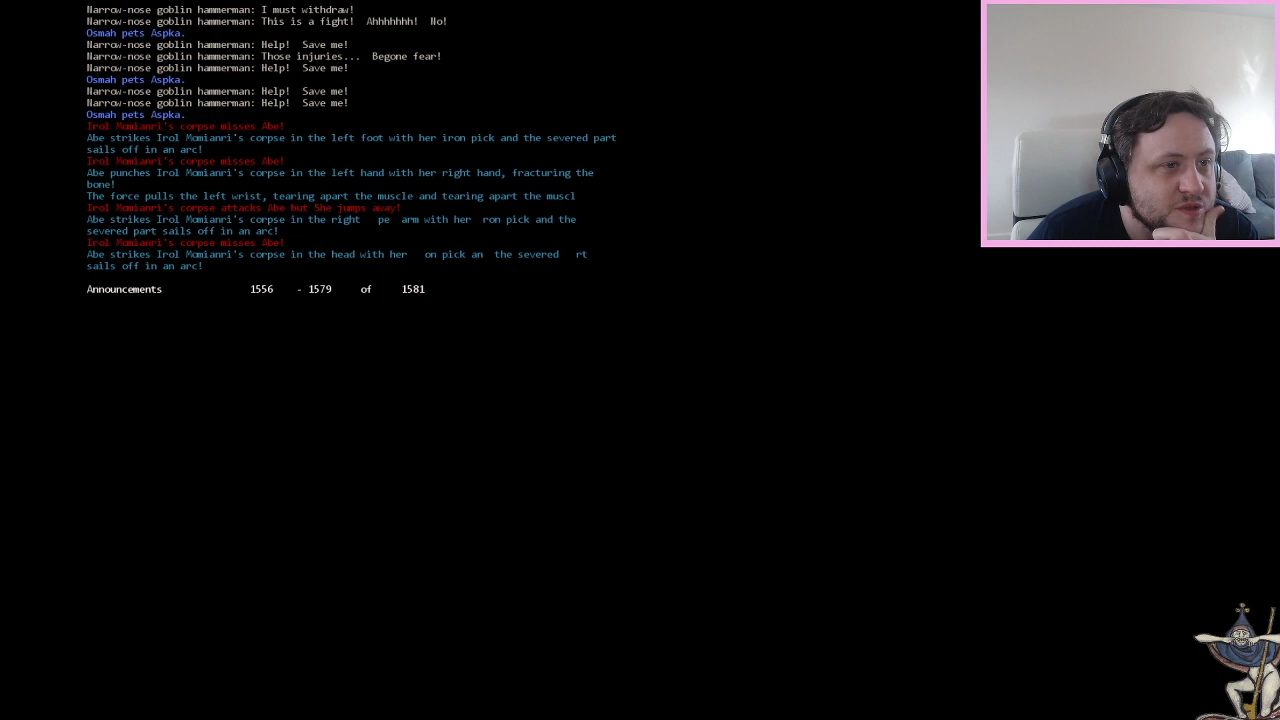 Narrow-nose goblin hammerman: I must withdraw!
Narrow-nose goblin hammerman: This is a fight!  Ahhhhhhh!  No!
Osmah pets Aspka.
Narrow-nose goblin hammerman: Help!  Save me!
Narrow-nose goblin hammerman: Those injuries...  Begone fear!
Narrow-nose goblin hammerman: Help!  Save me!
Osmah pets Aspka.
Narrow-nose goblin hammerman: Help!  Save me!
Narrow-nose goblin hammerman: Help!  Save me!
Osmah pets Aspka.
Irol Momianri's corpse misses Abe!
Abe strikes Irol Momianri's corpse in the left foot with her iron pick and the severed part
sails off in an arc!
Irol Momianri's corpse misses Abe!
Abe punches Irol Momianri's corpse in the left hand with her right hand, fracturing the
bone!
The force pulls the left wrist, tearing apart the muscle and tearing apart the muscl
Irol Momianri's corpse attacks Abe but She jumps away!
Abe strikes Irol Momianri's corpse in the right pe arm with her ron pick and the
severed part sails off in an arc!
Irol Momianri's corpse misses Abe!
Abe strikes Irol Momianri's corpse in the head with her on pick an the severed rt
sails off in an arc!
Announcements 1556 - 1579 of 1581